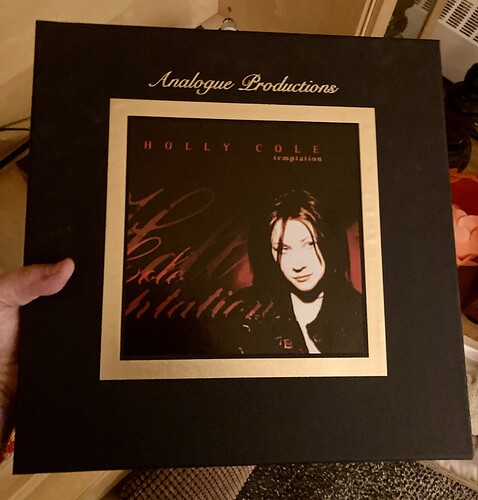 Analogue Productions
HOLLY COLE
temptation